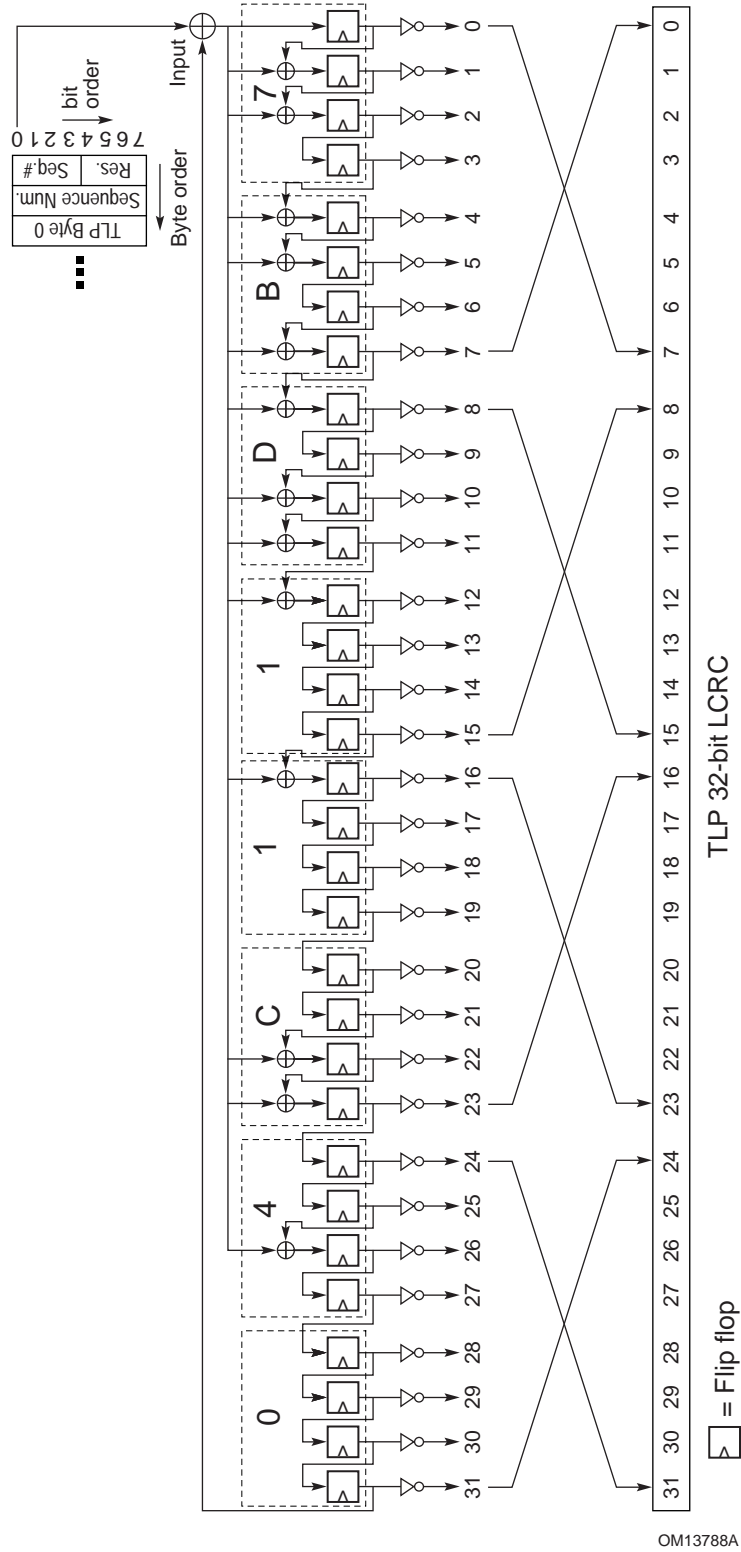 Input
bit
order
0 1 2 3 4 5 6 7
Seq.# Res.
Sequence Num.
TLP Byte 0
Byte order
7
B
D
1
1
C
4
0
0 1 2 3 4 5 6 7 8 9 10 11 12 13 14 15 16 17 18 19 20 21 22 23 24 25 26 27 28 29 30 31
0 1 2 3 4 5 6 7 8 9 10 11 12 13 14 15 16 17 18 19 20 21 22 23 24 25 26 27 28 29 30 31
TLP 32-bit LCRC
> = Flip flop
OM13788A